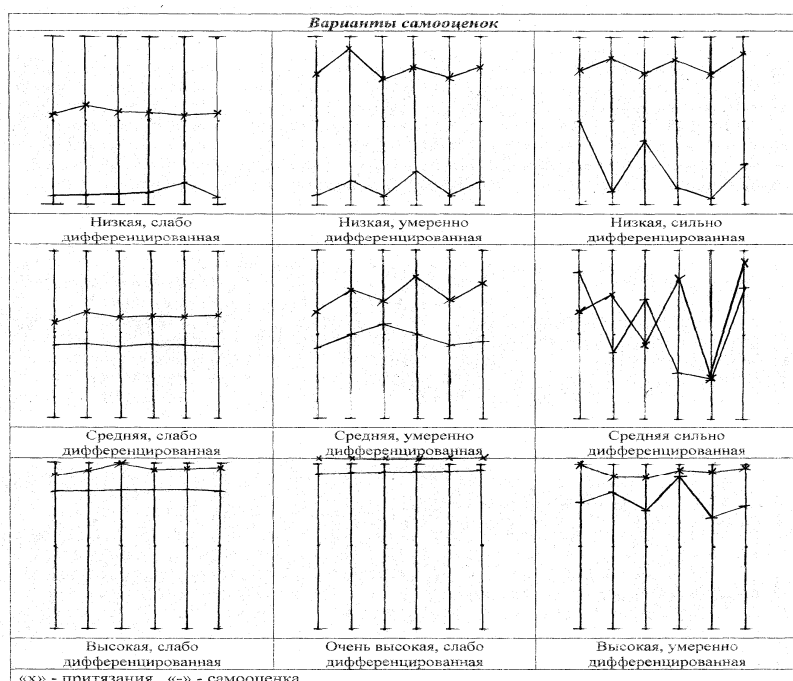 Варианты самооценок
Низкая, слабо
дифференцированная
Низкая, умеренно
дифференцированная
Низкая, сильно
дифференцированная
Средняя, слабо
дифференцированная
Средняя, умеренно
дифференцированная
Средняя сильно
дифференцированная
Высокая, слабо
дифференцированная
Очень высокая, слабо
дифференцированная
Высокая, умеренно
дифференцированная
«х» - притязания «-» - самооценка